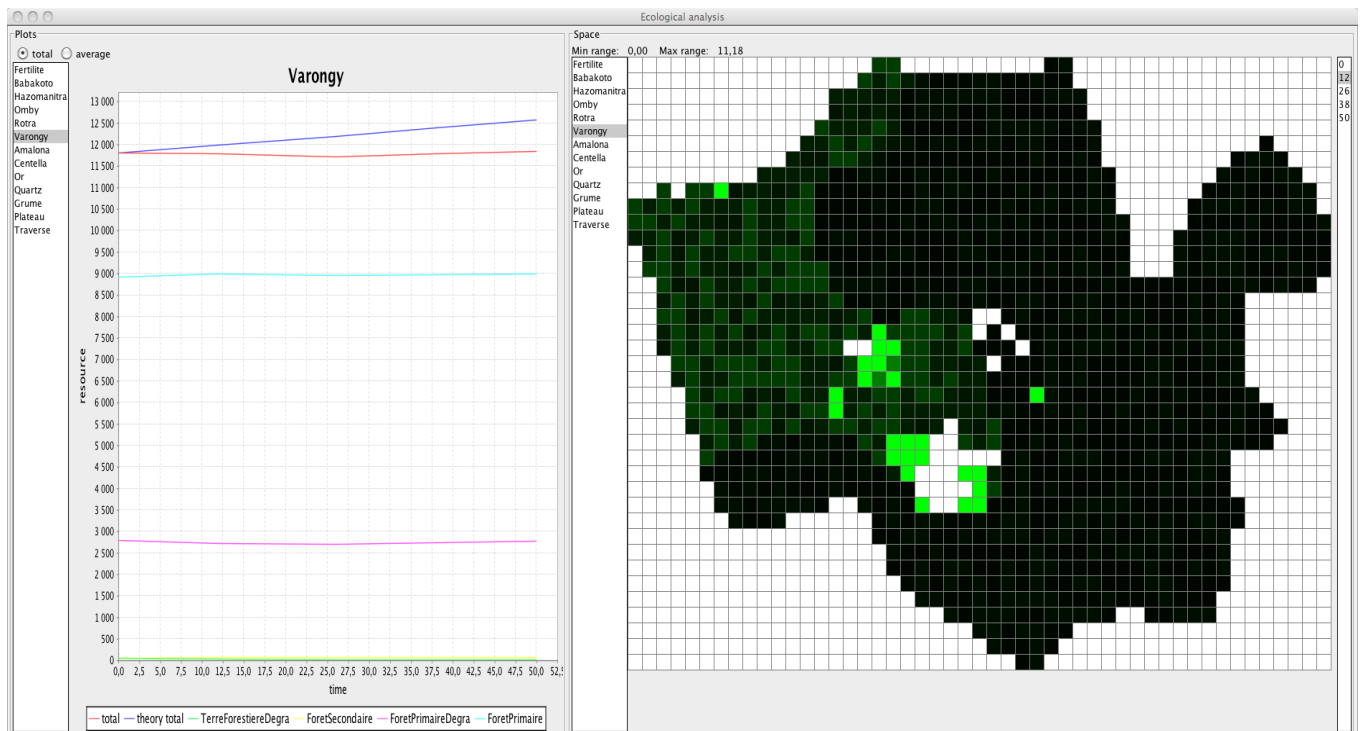 Ecological analysis
Plots
total average
Fertilite
Babakoto
Hazomanitra
Omby
Rotra
Varongy
Amalona
Centella
Or
Quartz
Grume
Plateau
Traverse
Varongy
13 000
12 500
12 000
11 500
11 000
10 500
10 000
9 500
9 000
8 500
8 000
7 500
7 000
6 500
6 000
5 500
5 000
4 500
4 000
3 500
3 000
2 500
2 000
1 500
1 000
500
0
resource
0,0 2,5 5,0 7,5 10,0 12,5 15,0 17,5 20,0 22,5 25,0 27,5 30,0 32,5 35,0 37,5 40,0 42,5 45,0 47,5 50,0 52,5
time
total theory total TerreForestiereDegra ForetSecondaire ForetPrimaireDegra ForetPrimaire
Space
Min range: 0,00 Max range: 11,18
Fertilite
Babakoto
Hazomanitra
Omby
Rotra
Varongy
Amalona
Centella
Or
Quartz
Grume
Plateau
Traverse
0
12
26
38
50